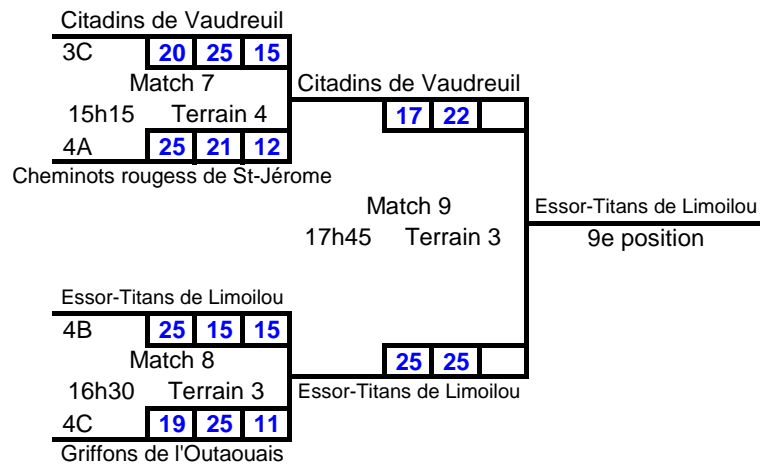 Citadins de Vaudreuil
3C 20 25 15
Match 7
15h15 Terrain 4
4A 25 21 12
Cheminots rougess de St-Jérome
Citadins de Vaudreuil
17 22
Match 9
17h45 Terrain 3
Essor-Titans de Limoilou
9e position
Essor-Titans de Limoilou
4B 25 15 15
Match 8
16h30 Terrain 3
4C 19 25 11
Griffons de l'Outaouais
25 25
Essor-Titans de Limoilou